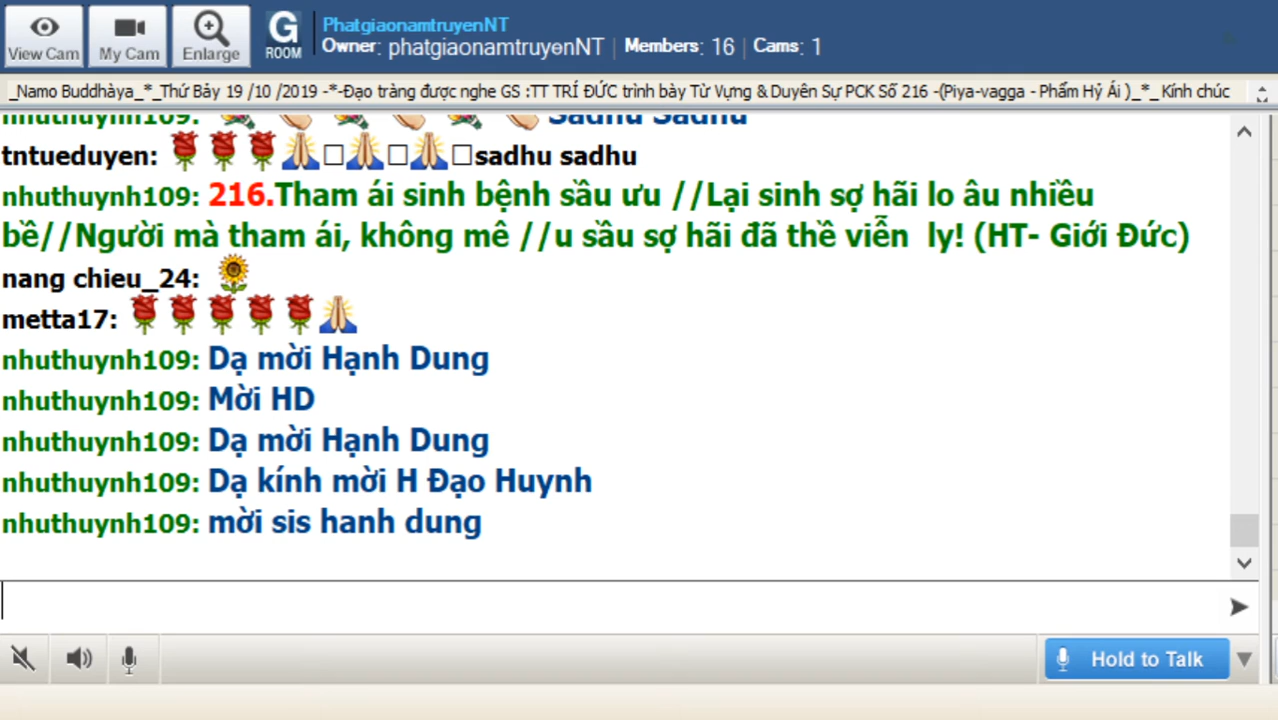 View Cam
My Cam
Enlarge
G
ROOM
PhatgiaonamtruyenNT
Owner: phatgiaonamtruyenNT | Members: 16 | Cams: 1
_Namo Buddhàya_*_Thứ Bảy 19 /10 /2019 -*-Đạo tràng được nghe GS :TT TRÍ ĐỨC trình bày Từ Vựng & Duyên Sự PCK Số 216 -(Piya-vagga - Phẩm Hỷ Ái )_*_ Kính chúc
nhuthuynh109: Sadhu Sadhu
tntueduyen: 🌹🌹🌹🙏□🙏□🙏□sadhu sadhu
nhuthuynh109: 216.Tham ái sinh bệnh sầu ưu //Lại sinh sợ hãi lo âu nhiều
bề//Người mà tham ái, không mê //u sầu sợ hãi đã thề viễn ly! (HT- Giới Đức)
nang chieu_24: 🌻
metta17: 🌹🌹🌹🌹🌹🙏
nhuthuynh109: Dạ mời Hạnh Dung
nhuthuynh109: Mời HD
nhuthuynh109: Dạ mời Hạnh Dung
nhuthuynh109: Dạ kính mời H Đạo Huynh
nhuthuynh109: mời sis hanh dung
Hold to Talk